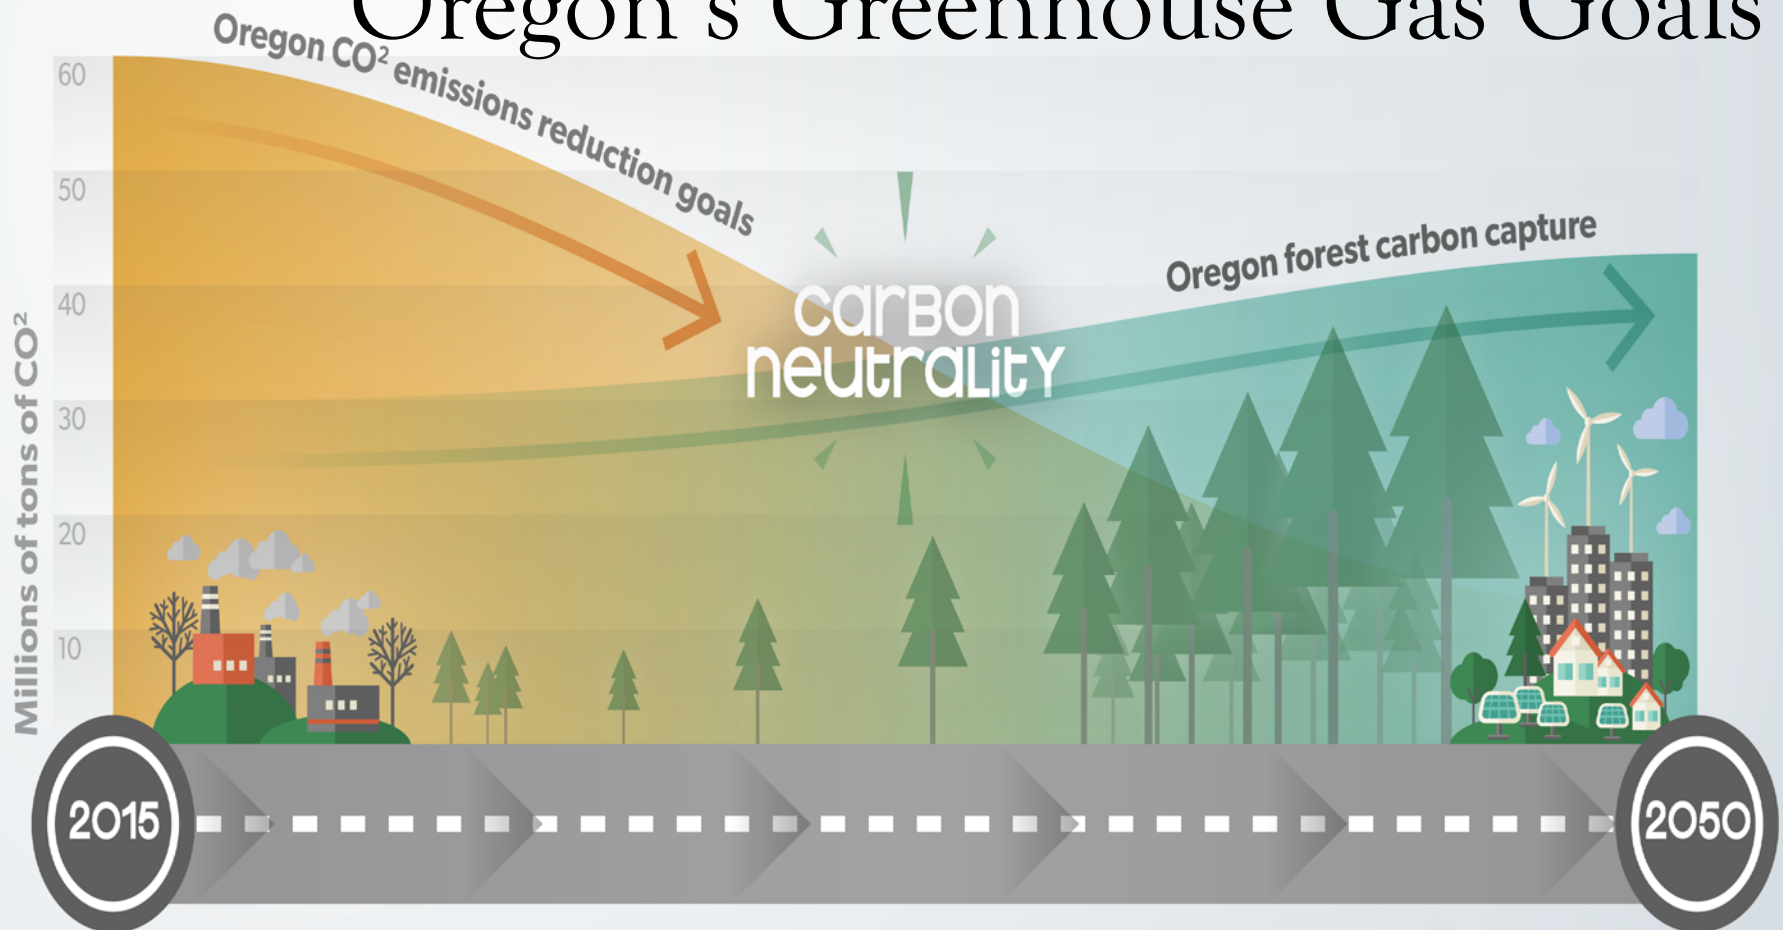 Oregon's Greenhouse Gas Goals
Oregon CO² emissions reduction goals
60
50
40
30
20
10
Millions of tons of CO²
carbon
neutrality
Oregon forest carbon capture
2015
2050